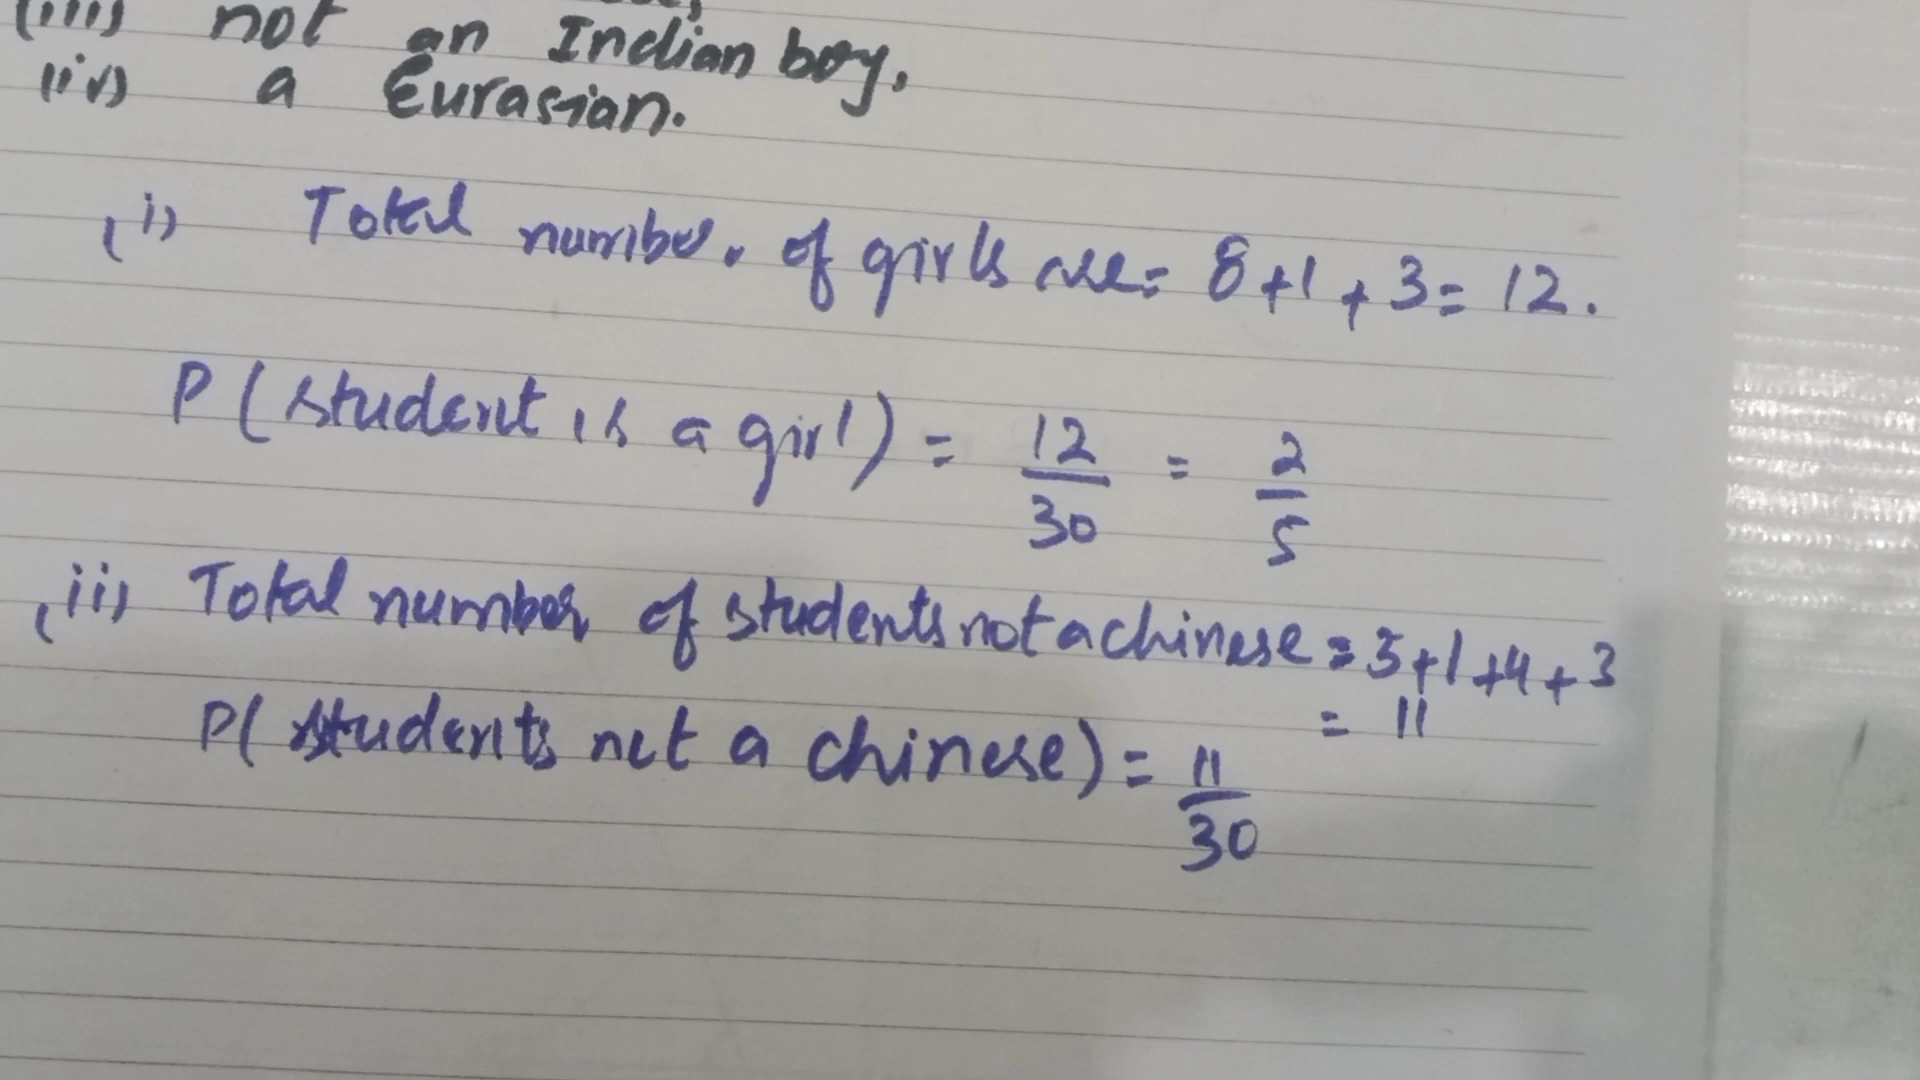 (iii) not an Indian boy.
(iv) a Eurasian.
(i) Total number of girls are = 8+1+3 = 12.
P(student is a girl) = 12/30 = 2/5
(ii) Total number of students not a chinese = 3+1+4+3
= 11
P(students not a chinese) = 11/30